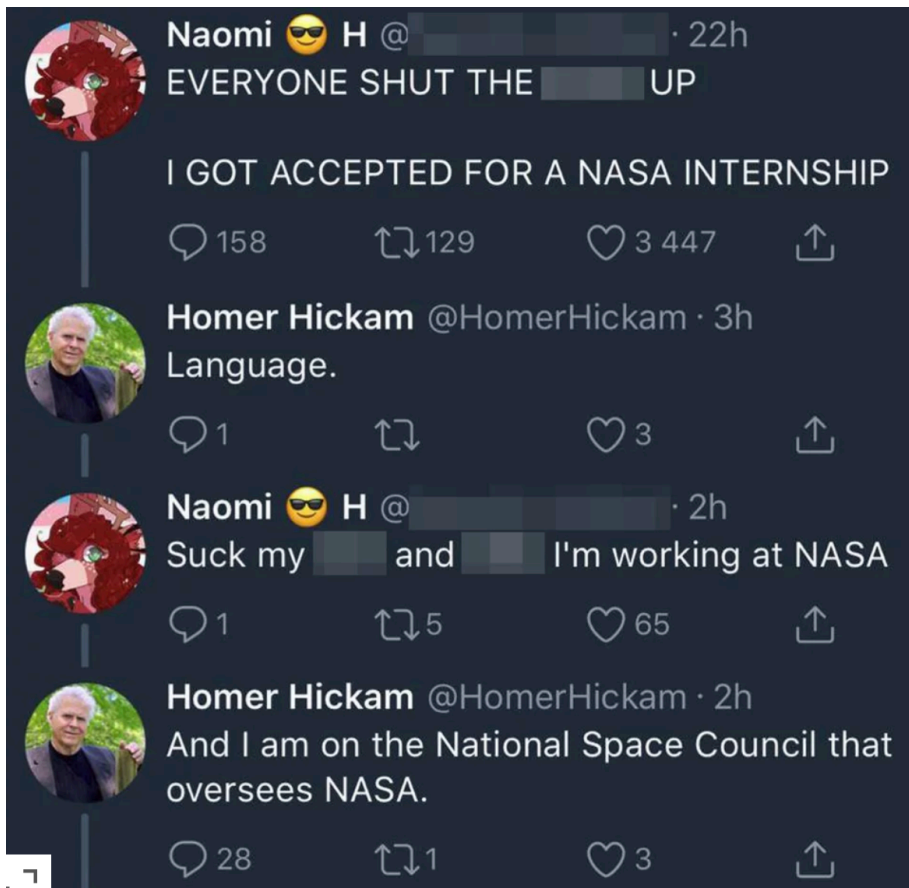 Naomi 😎 H @ · 22h
EVERYONE SHUT THE UP
I GOT ACCEPTED FOR A NASA INTERNSHIP
158 129 3 447
Homer Hickam @HomerHickam · 3h
Language.
1 3
Naomi 😎 H @ · 2h
Suck my and I'm working at NASA
1 5 65
Homer Hickam @HomerHickam · 2h
And I am on the National Space Council that
oversees NASA.
28 1 3